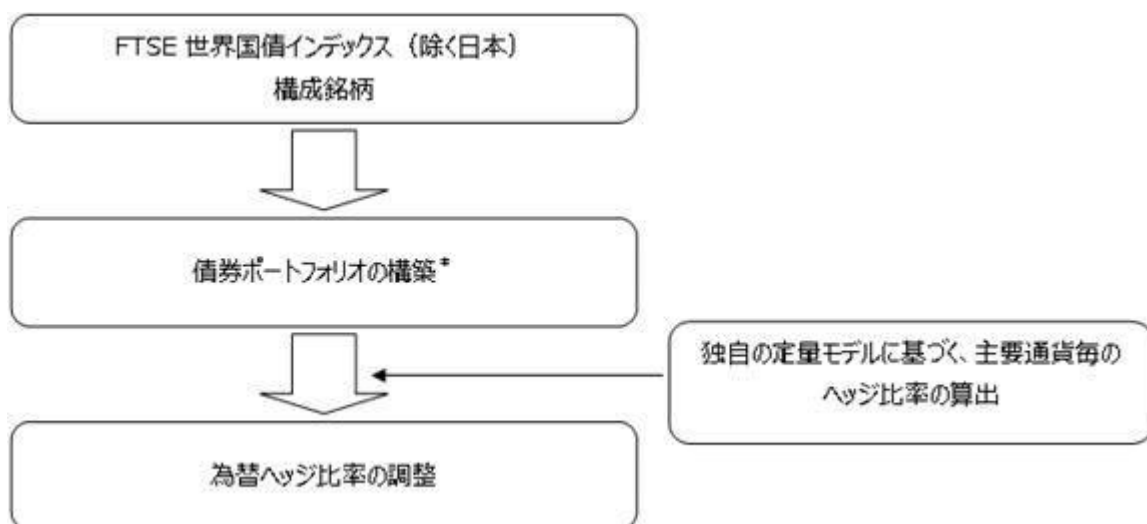 FTSE 世界国債インデックス（除く日本）
構成銘柄
債券ポートフォリオの構築*
独自の定量モデルに基づく、主要通貨毎の
ヘッジ比率の算出
為替ヘッジ比率の調整